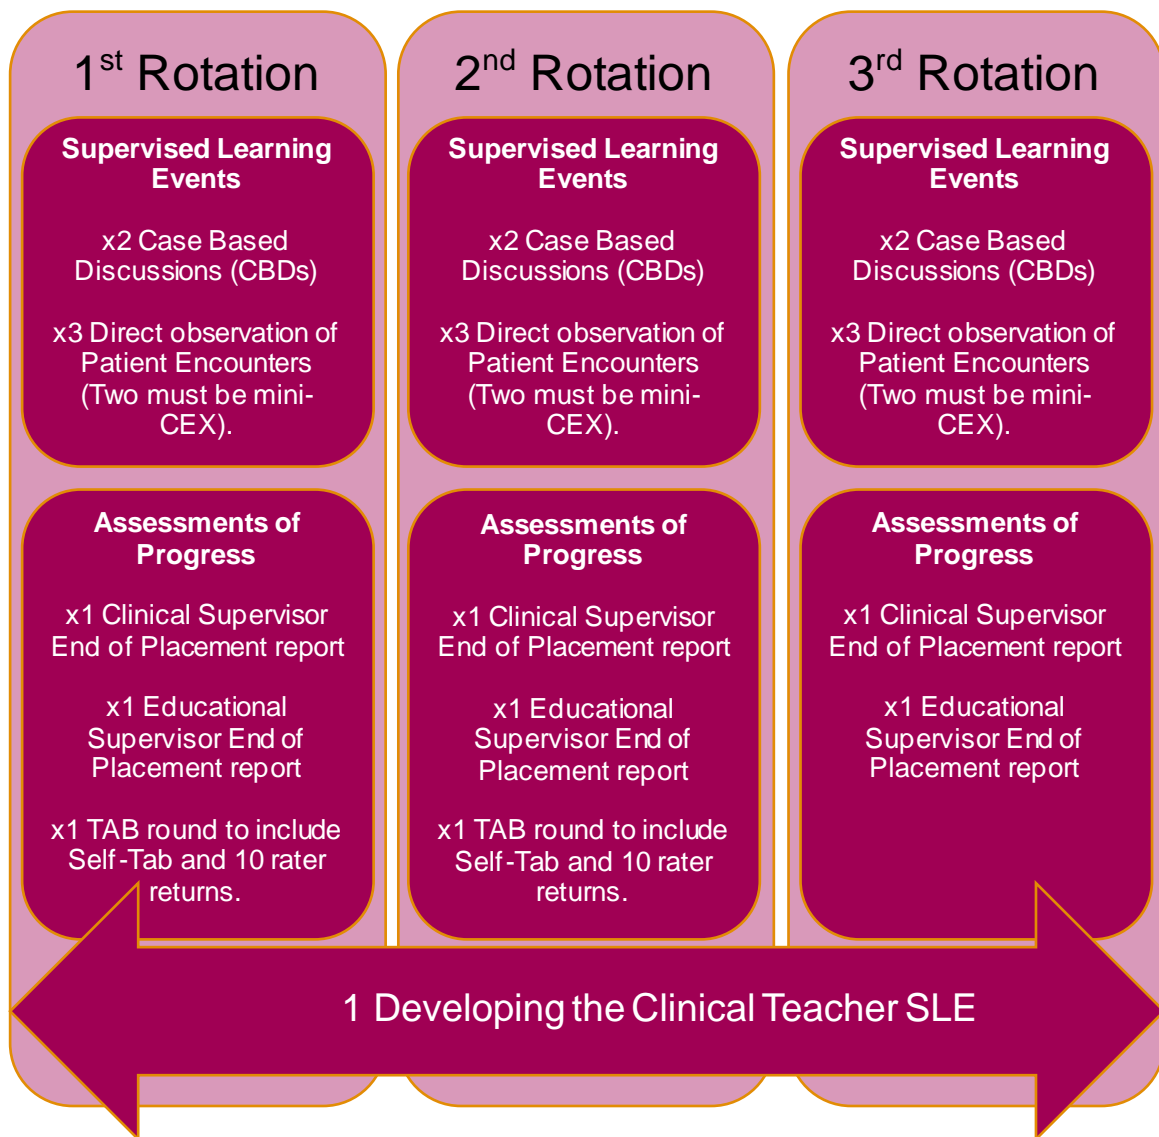 1st Rotation
Supervised Learning
Events
x2 Case Based
Discussions (CBDs)
x3 Direct observation of
Patient Encounters
(Two must be mini-
CEX).
Assessments of
Progress
x1 Clinical Supervisor
End of Placement report
x1 Educational
Supervisor End of
Placement report
x1 TAB round to include
Self-Tab and 10 rater
returns.
2nd Rotation
Supervised Learning
Events
x2 Case Based
Discussions (CBDs)
x3 Direct observation of
Patient Encounters
(Two must be mini-
CEX).
Assessments of
Progress
x1 Clinical Supervisor
End of Placement report
x1 Educational
Supervisor End of
Placement report
x1 TAB round to include
Self-Tab and 10 rater
returns.
3rd Rotation
Supervised Learning
Events
x2 Case Based
Discussions (CBDs)
x3 Direct observation of
Patient Encounters
(Two must be mini-
CEX).
Assessments of
Progress
x1 Clinical Supervisor
End of Placement report
x1 Educational
Supervisor End of
Placement report
1 Developing the Clinical Teacher SLE